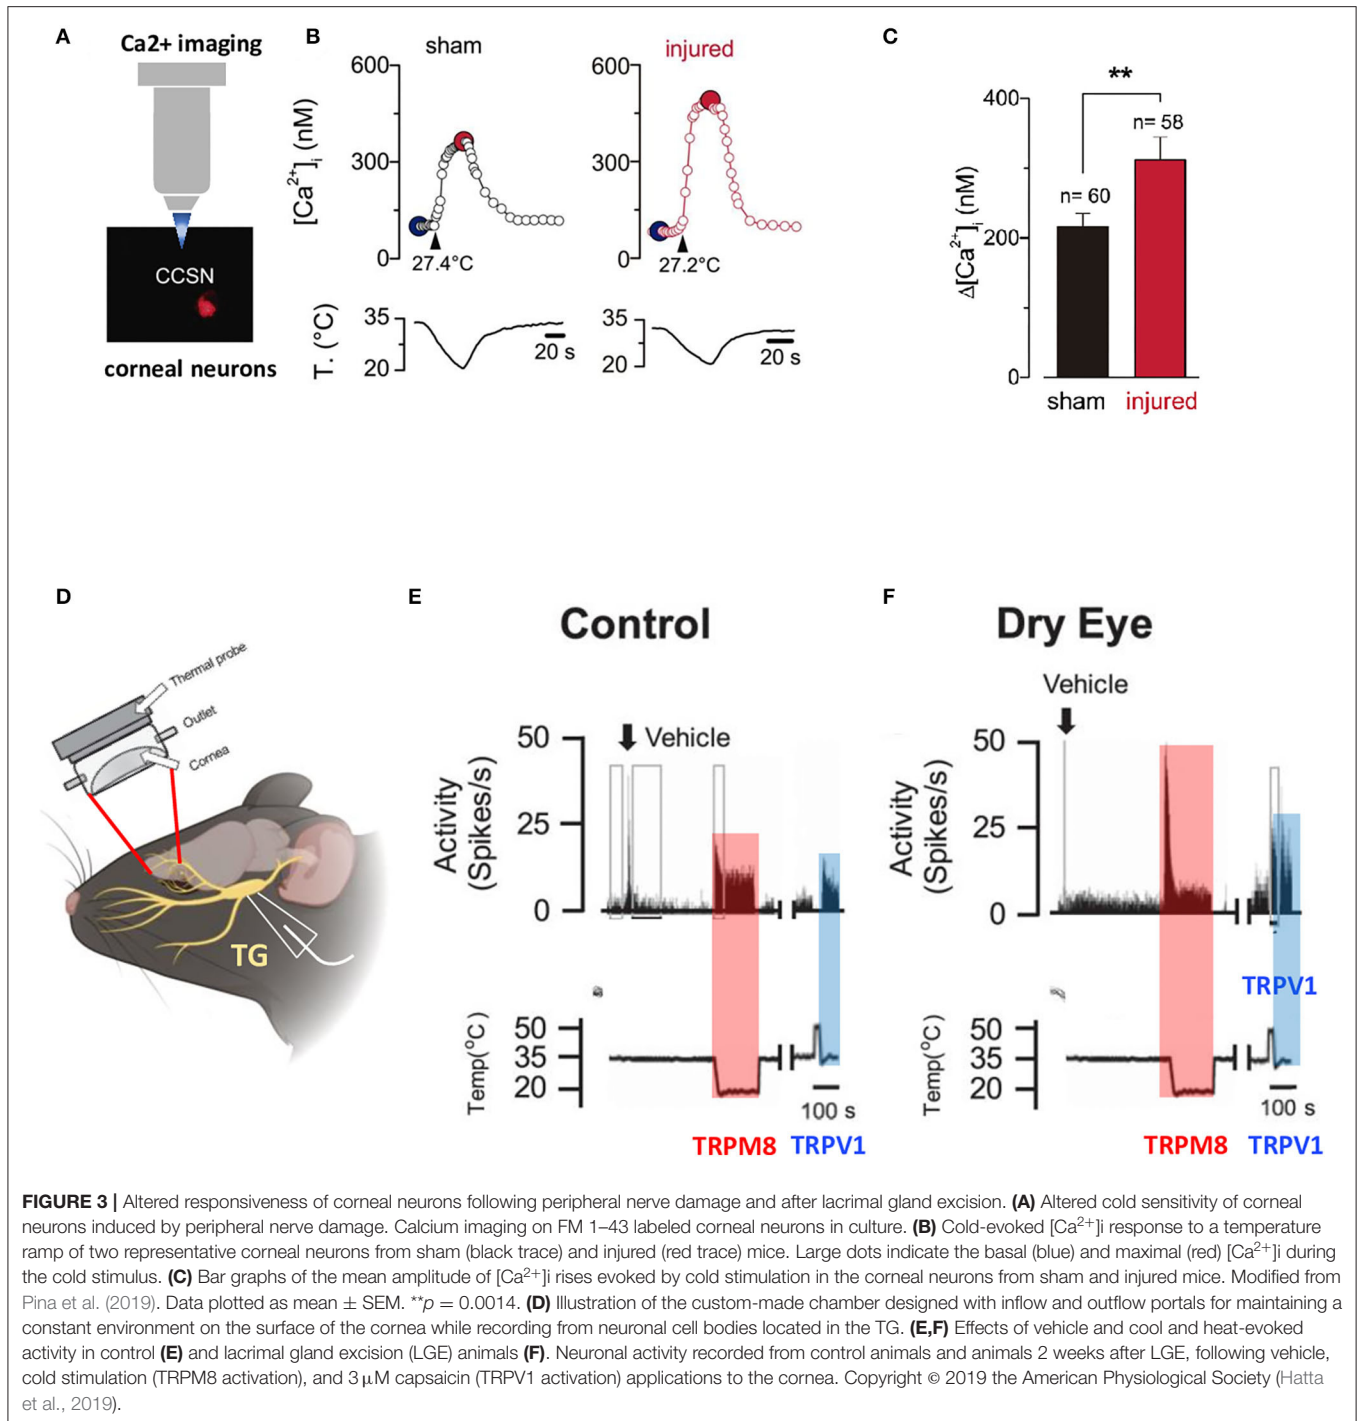 A
Ca2+ imaging
CCSN
corneal neurons
B
sham
injured
600
300
0
[Ca2+]i (nM)
27.4°C
600
300
0
27.2°C
T. (°C)
35
20
20 s
35
20
20 s
C
**
400
200
0
Δ[Ca2+]i (nM)
n= 60
n= 58
sham
injured
D
Thermal probe
Outlet
Cornea
TG
E
Control
Vehicle
50
25
0
Activity
(Spikes/s)
50
35
20
Temp(°C)
100 s
TRPM8
TRPV1
F
Dry Eye
Vehicle
50
25
0
Activity
(Spikes/s)
TRPV1
50
35
20
Temp(°C)
100 s
TRPM8
TRPV1
FIGURE 3 | Altered responsiveness of corneal neurons following peripheral nerve damage and after lacrimal gland excision. (A) Altered cold sensitivity of corneal
neurons induced by peripheral nerve damage. Calcium imaging on FM 1–43 labeled corneal neurons in culture. (B) Cold-evoked [Ca2+]i response to a temperature
ramp of two representative corneal neurons from sham (black trace) and injured (red trace) mice. Large dots indicate the basal (blue) and maximal (red) [Ca2+]i during
the cold stimulus. (C) Bar graphs of the mean amplitude of [Ca2+]i rises evoked by cold stimulation in the corneal neurons from sham and injured mice. Modified from
Pina et al. (2019). Data plotted as mean ± SEM. **p = 0.0014. (D) Illustration of the custom-made chamber designed with inflow and outflow portals for maintaining a
constant environment on the surface of the cornea while recording from neuronal cell bodies located in the TG. (E,F) Effects of vehicle and cool and heat-evoked
activity in control (E) and lacrimal gland excision (LGE) animals (F). Neuronal activity recorded from control animals and animals 2 weeks after LGE, following vehicle,
cold stimulation (TRPM8 activation), and 3 μM capsaicin (TRPV1 activation) applications to the cornea. Copyright © 2019 the American Physiological Society (Hatta
et al., 2019).